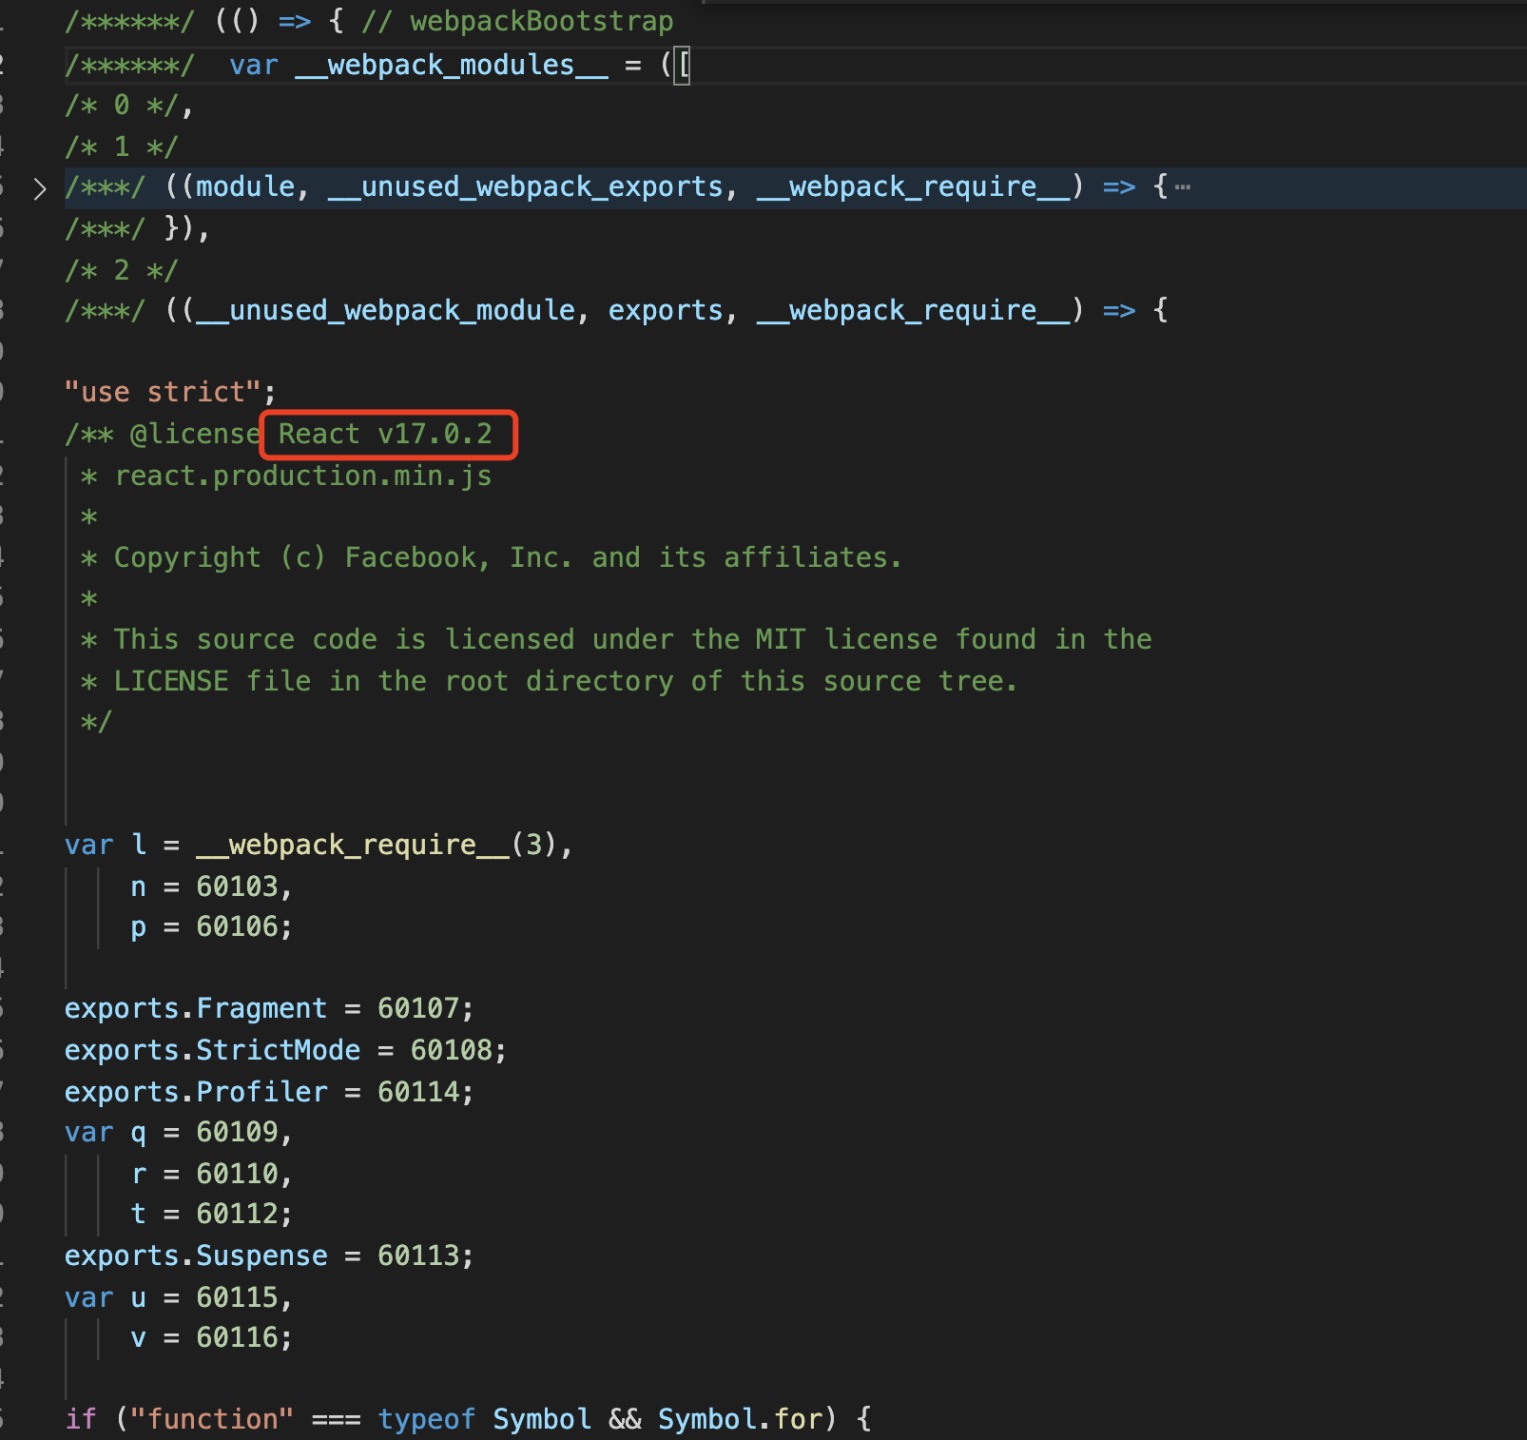 /******/ (() => { // webpackBootstrap
/******/  var __webpack_modules__ = ([
/* 0 */,
/* 1 */
/***/ ((module, __unused_webpack_exports, __webpack_require__) => {⋯
/***/ }),
/* 2 */
/***/ ((__unused_webpack_module, exports, __webpack_require__) => {
"use strict";
/** @license React v17.0.2
 * react.production.min.js
 *
 * Copyright (c) Facebook, Inc. and its affiliates.
 *
 * This source code is licensed under the MIT license found in the
 * LICENSE file in the root directory of this source tree.
 */
var l = __webpack_require__(3),
    n = 60103,
    p = 60106;
exports.Fragment = 60107;
exports.StrictMode = 60108;
exports.Profiler = 60114;
var q = 60109,
    r = 60110,
    t = 60112;
exports.Suspense = 60113;
var u = 60115,
    v = 60116;
if ("function" === typeof Symbol && Symbol.for) {